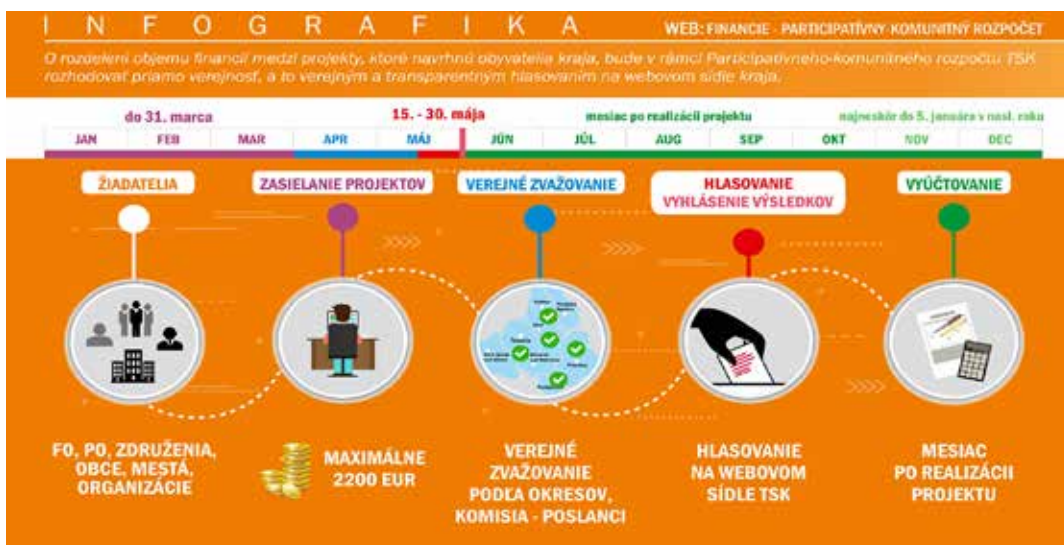 INFOGRAFIKA
WEB: FINANCIE - PARTICIPATÍVNY-KOMUNITNÝ ROZPOČET
O rozdelení objemu financií medzi projekty, ktoré navrhnú obyvatelia kraja, bude v rámci Participatívneho-komunitného rozpočtu TSK
rozhodovať priamo verejnosť, a to verejným a transparentným hlasovaním na webovom sídle kraja.
do 31. marca
15. - 30. mája
mesiac po realizácii projektu
najneskôr do 5. januára v nasl. roku
JAN FEB MAR APR MÁJ JÚN JÚL AUG SEP OKT NOV DEC
ŽIADATELIA
ZASIELANIE PROJEKTOV
VEREJNÉ ZVAŽOVANIE
HLASOVANIE
VYHLÁSENIE VÝSLEDKOV
VYÚČTOVANIE
FO, PO, ZDRUŽENIA,
OBCE, MESTÁ,
ORGANIZÁCIE
MAXIMÁLNE
2200 EUR
VEREJNÉ
ZVAŽOVANIE
PODĽA OKRESOV,
KOMISIA - POSLANCI
HLASOVANIE
NA WEBOVOM
SÍDLE TSK
MESIAC
PO REALIZÁCII
PROJEKTU